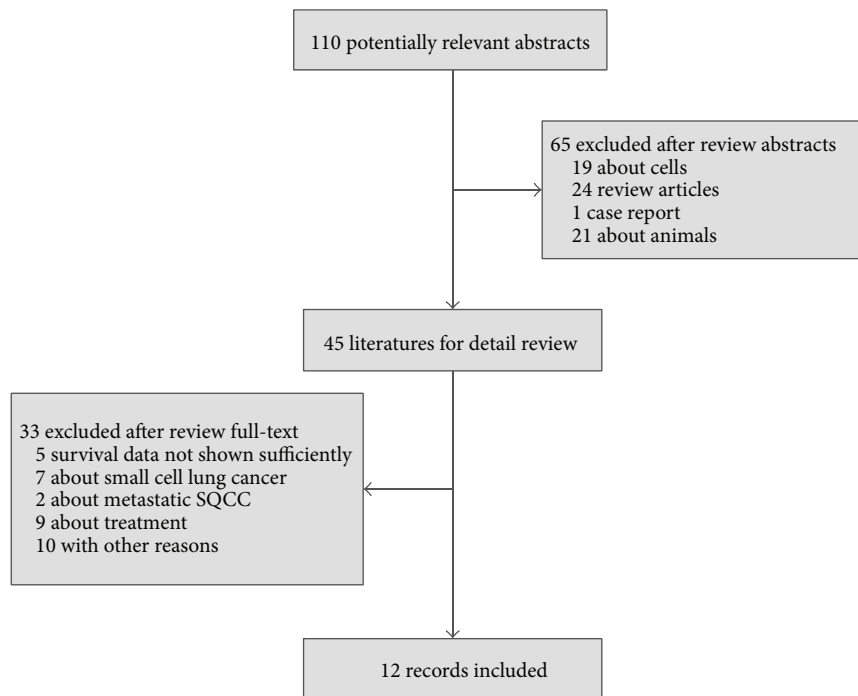 110 potentially relevant abstracts
65 excluded after review abstracts
19 about cells
24 review articles
1 case report
21 about animals
45 literatures for detail review
33 excluded after review full-text
5 survival data not shown sufficiently
7 about small cell lung cancer
2 about metastatic SQCC
9 about treatment
10 with other reasons
12 records included